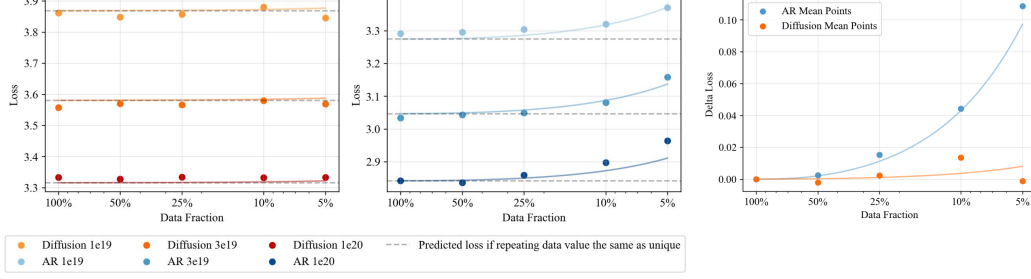 3.9
3.8
3.7
3.6
3.5
3.4
3.3
Loss
100% 50% 25% 10% 5%
Data Fraction
3.3
3.2
3.1
3.0
2.9
Loss
100% 50% 25% 10% 5%
Data Fraction
AR Mean Points
Diffusion Mean Points
0.10
0.08
0.06
0.04
0.02
0.00
Delta Loss
100% 50% 25% 10% 5%
Data Fraction
Diffusion 1e19 Diffusion 3e19 Diffusion 1e20 Predicted loss if repeating data value the same as unique
AR 1e19 AR 3e19 AR 1e20